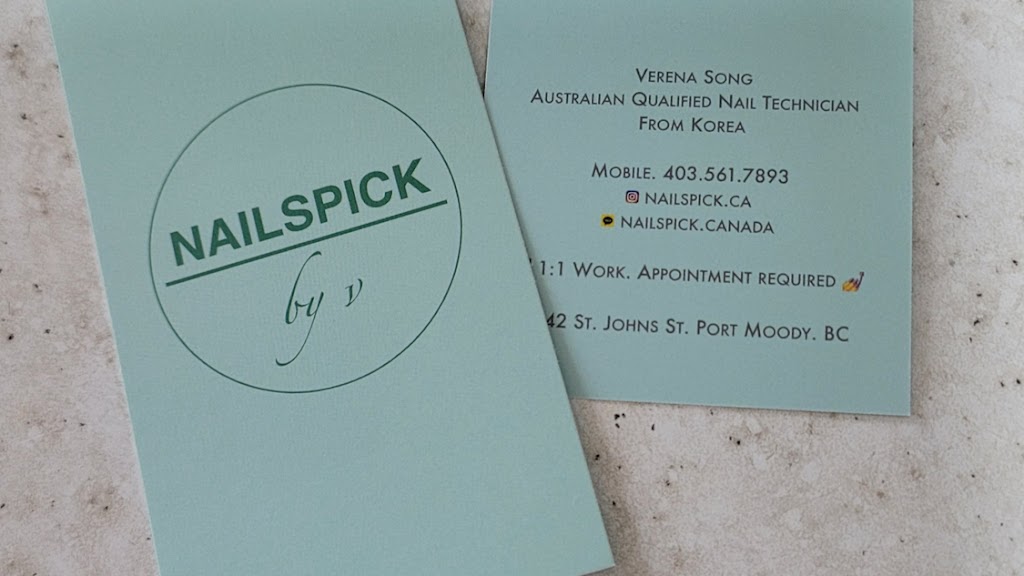 NAILSPICK
by v
VERENA SONG
AUSTRALIAN QUALIFIED NAIL TECHNICIAN
FROM KOREA
MOBILE. 403.561.7893
NAILSPICK.CA
NAILSPICK.CANADA
1:1 WORK. APPOINTMENT REQUIRED 💅
42 ST. JOHNS ST. PORT MOODY. BC